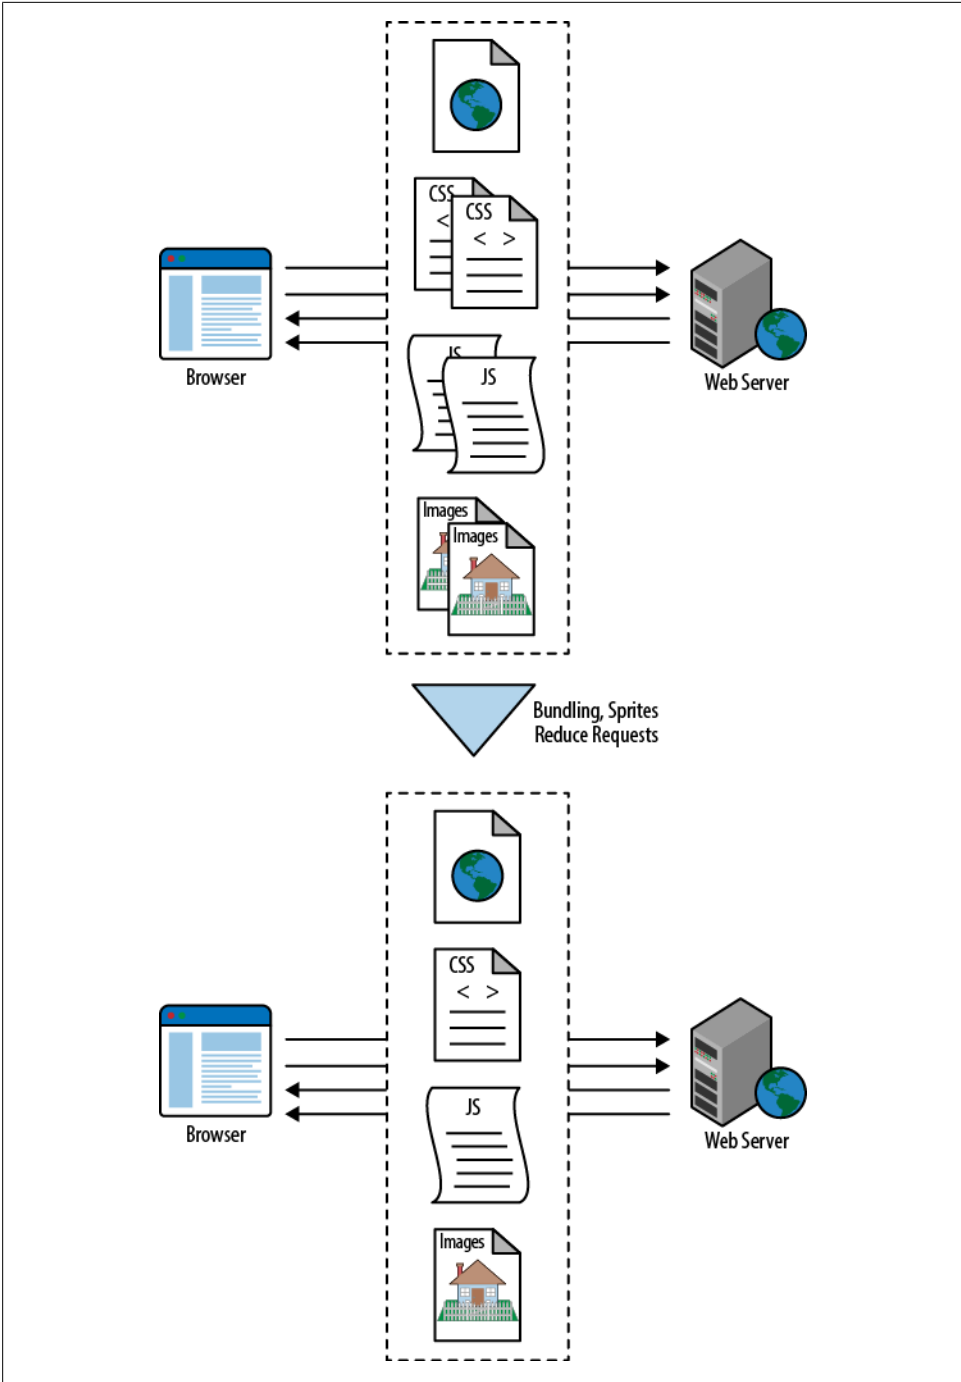 CSS
<
CSS
< >
JS
JS
Browser
Web Server
Images
Images
Bundling, Sprites
Reduce Requests
CSS
< >
JS
Browser
Web Server
Images